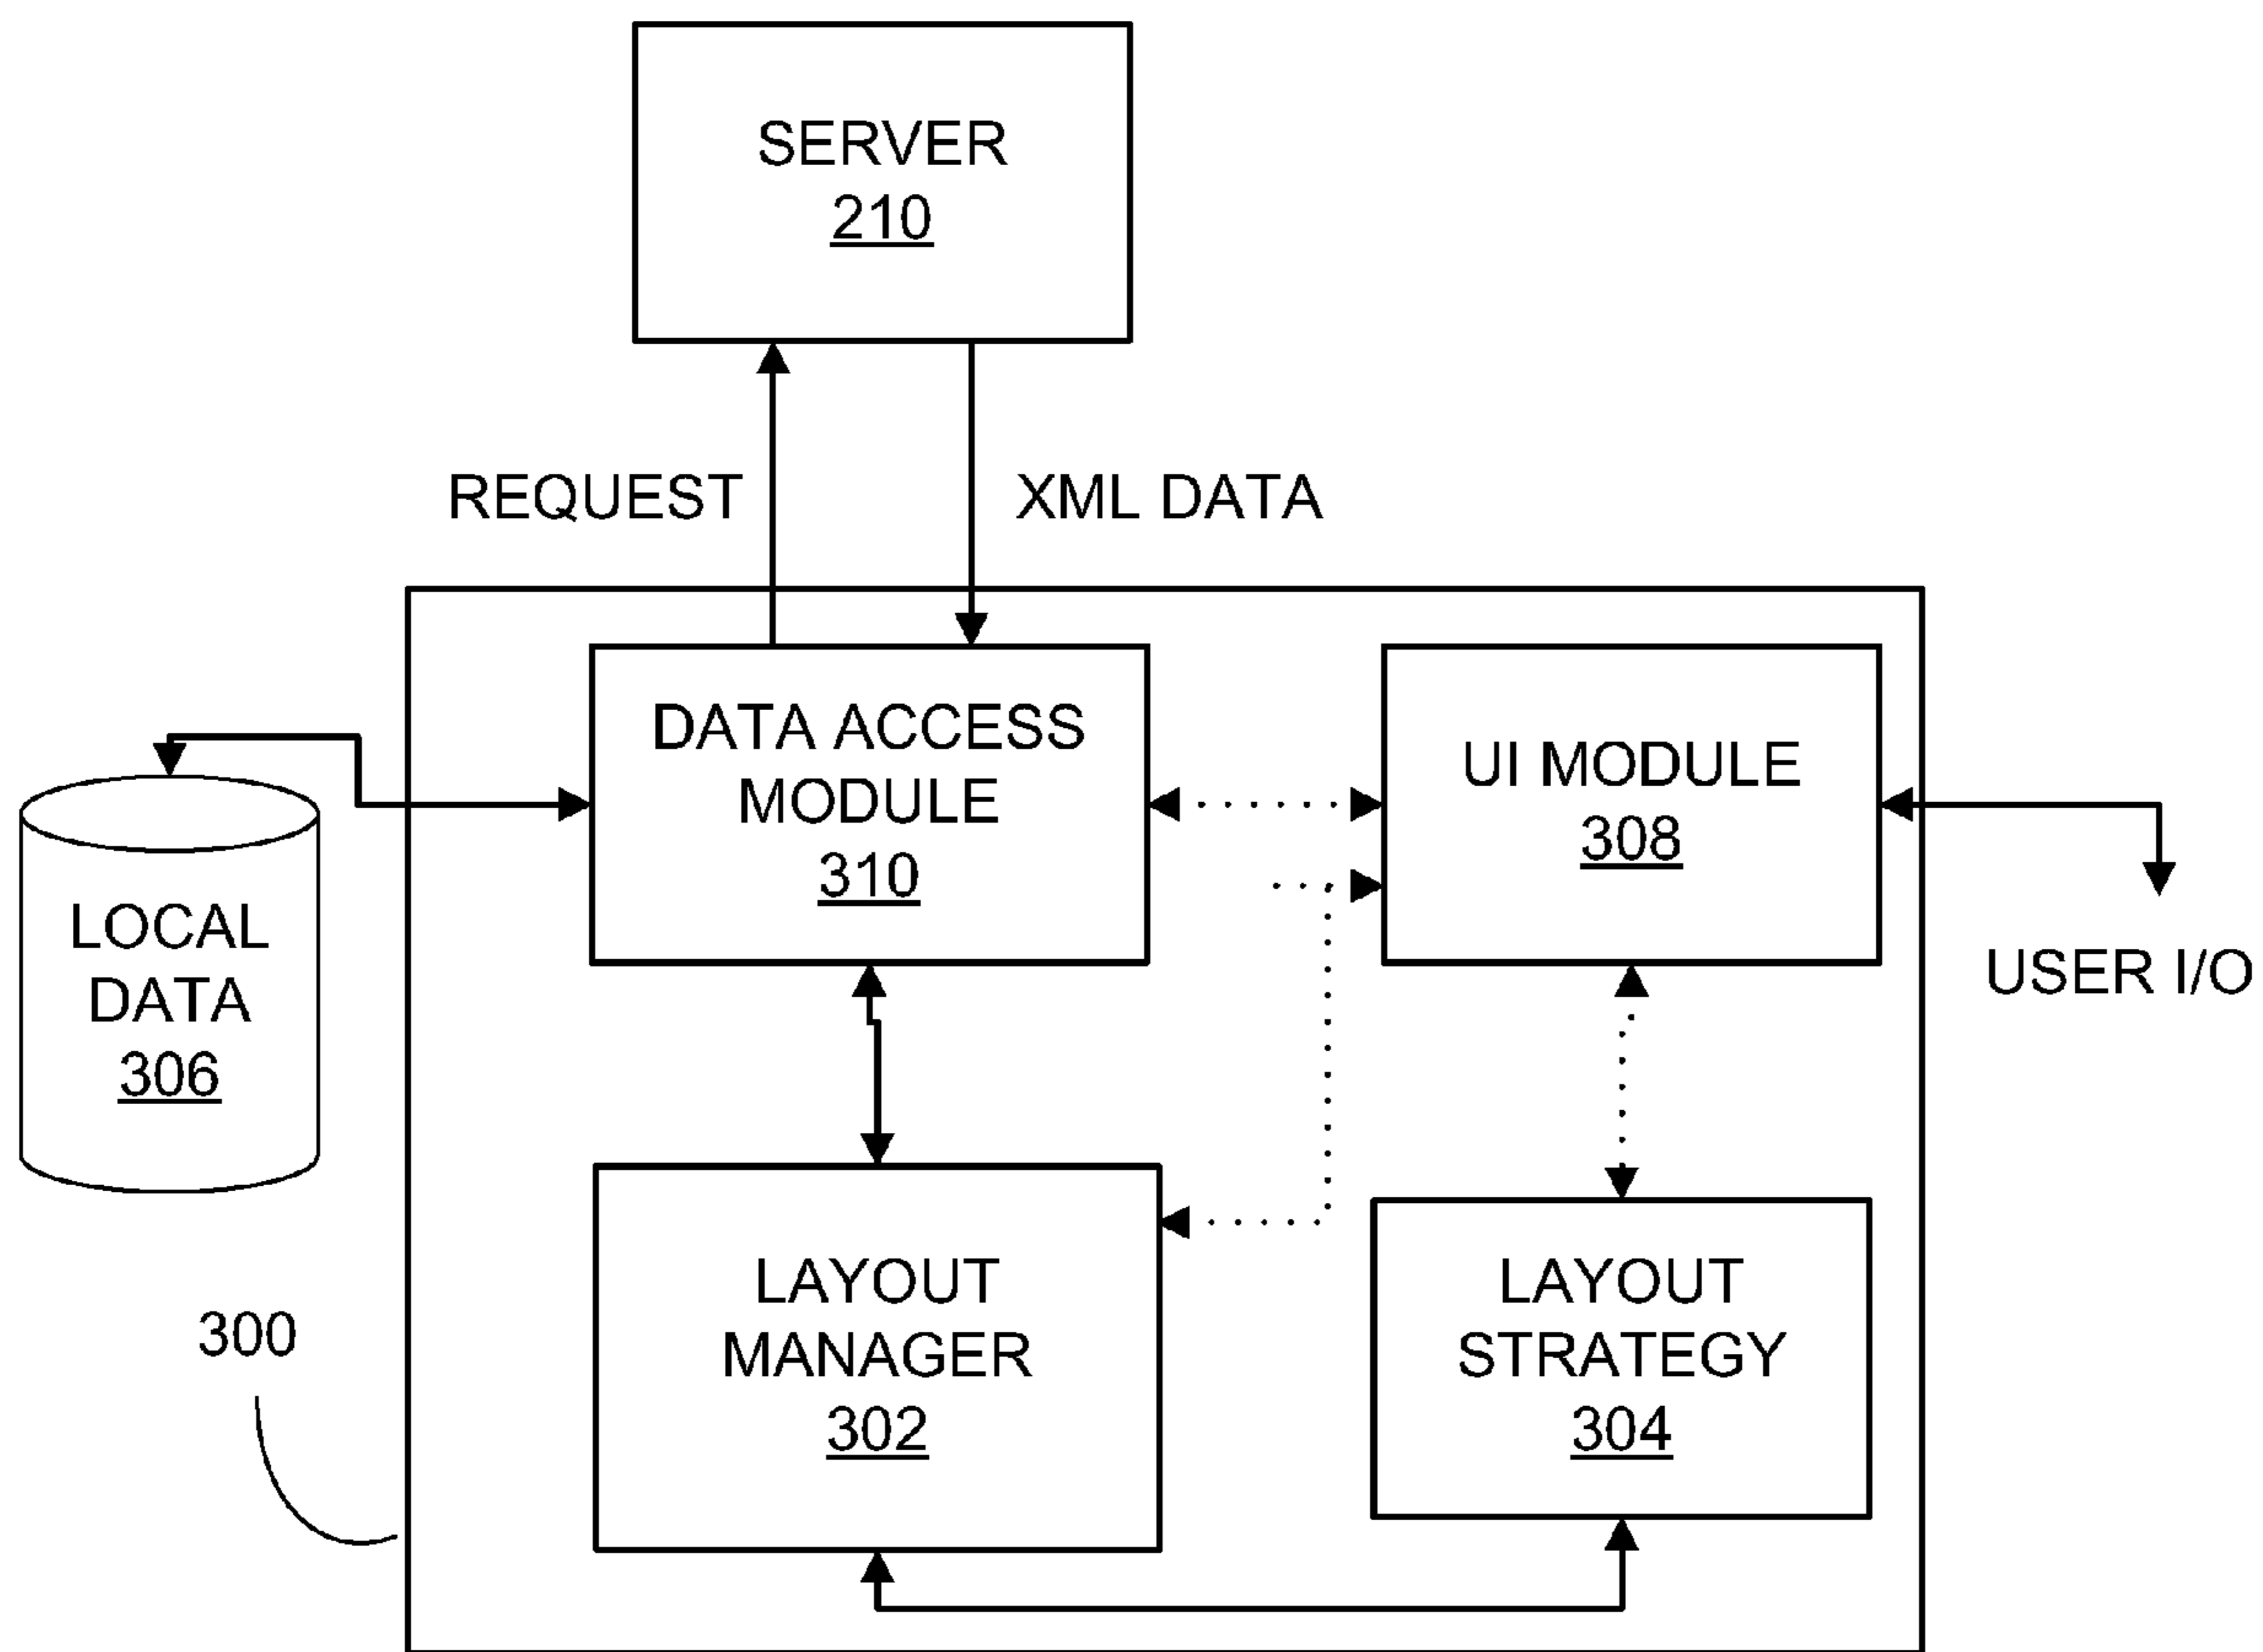 SERVER
210
REQUEST
XML DATA
DATA ACCESS
MODULE
310
UI MODULE
308
LOCAL
DATA
306
USER I/O
LAYOUT
MANAGER
302
LAYOUT
STRATEGY
304
300